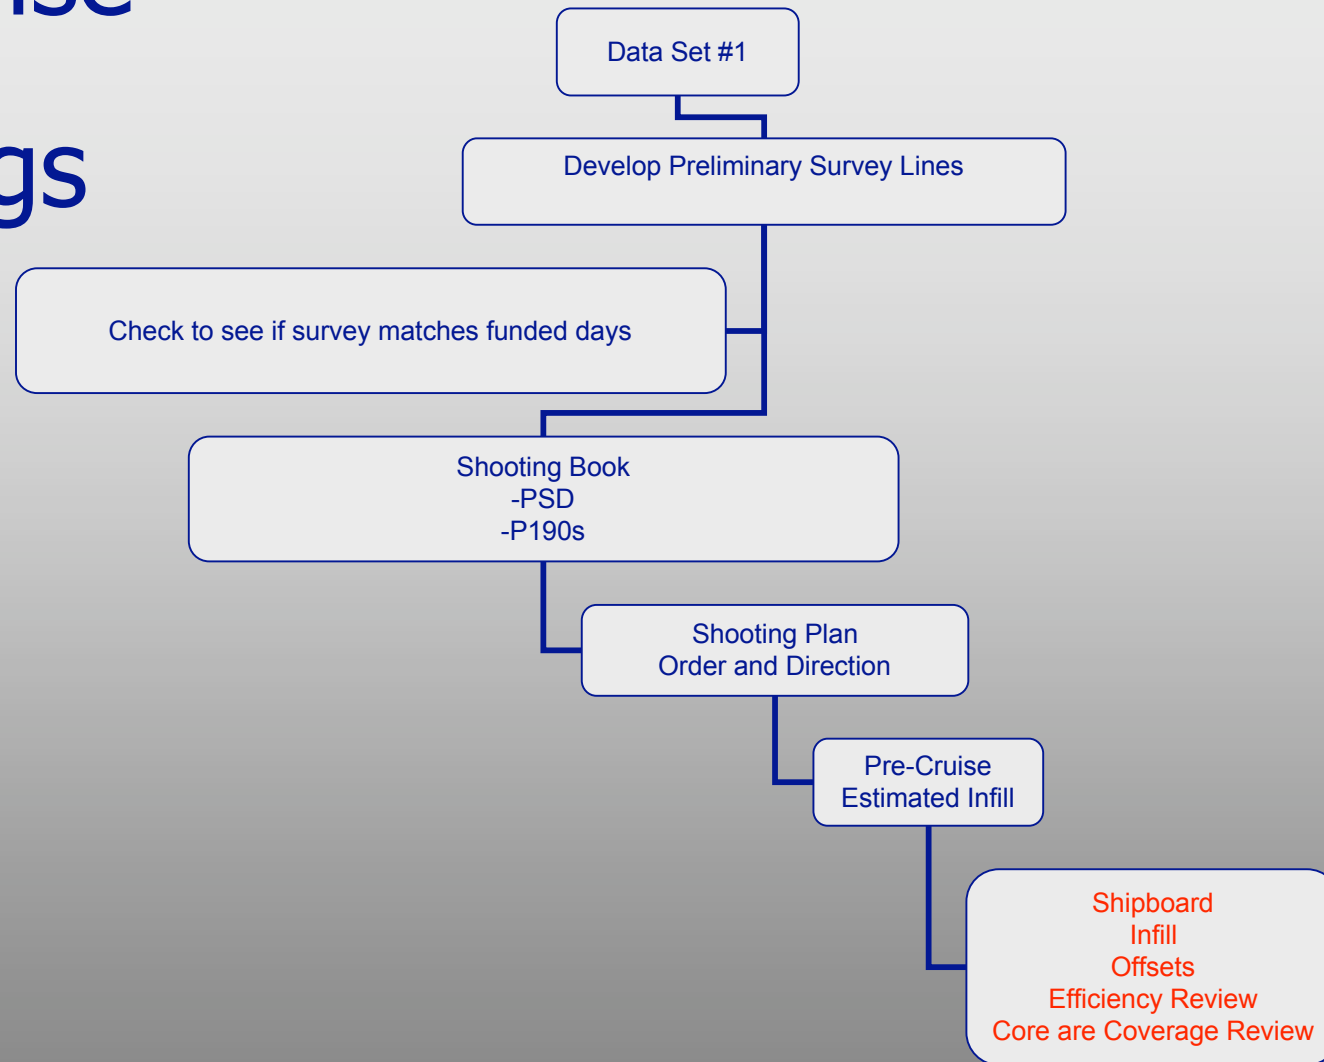 Data Set #1
Develop Preliminary Survey Lines
Check to see if survey matches funded days
Shooting Book
-PSD
-P190s
Shooting Plan
Order and Direction
Pre-Cruise
Estimated Infill
Shipboard
Infill
Offsets
Efficiency Review
Core are Coverage Review